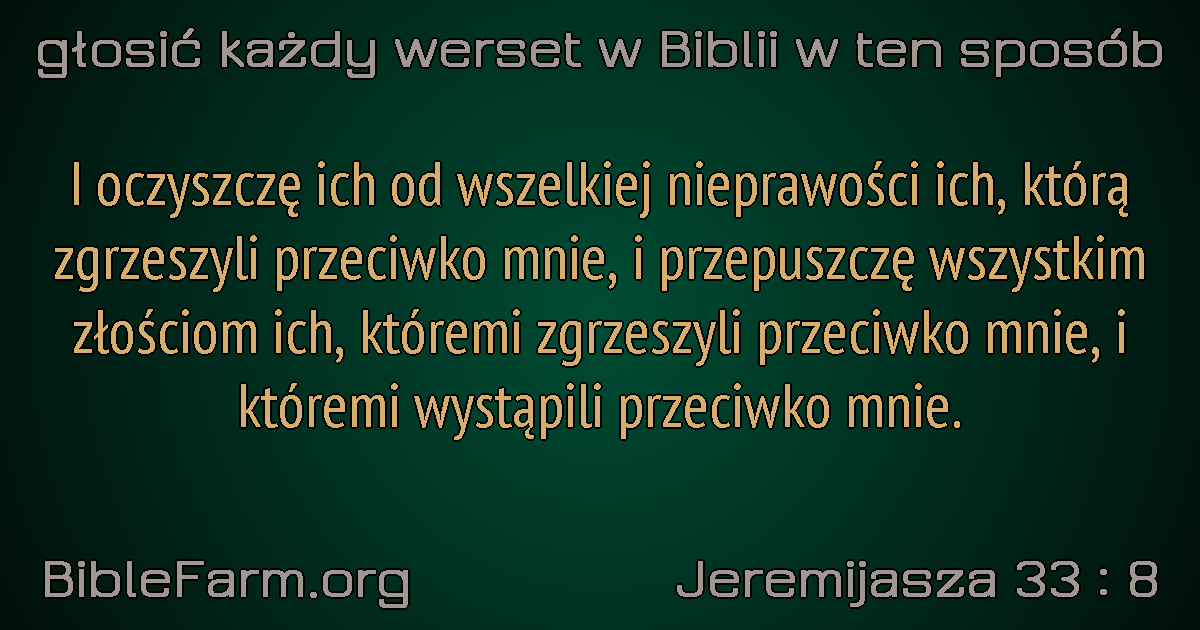 głosić każdy werset w Biblii w ten sposób
I oczyszczę ich od wszelkiej nieprawości ich, którą
zgrzeszyli przeciwko mnie, i przepuszczę wszystkim
złościom ich, któremi zgrzeszyli przeciwko mnie, i
któremi wystąpili przeciwko mnie.
BibleFarm.org
Jeremijasza 33 : 8